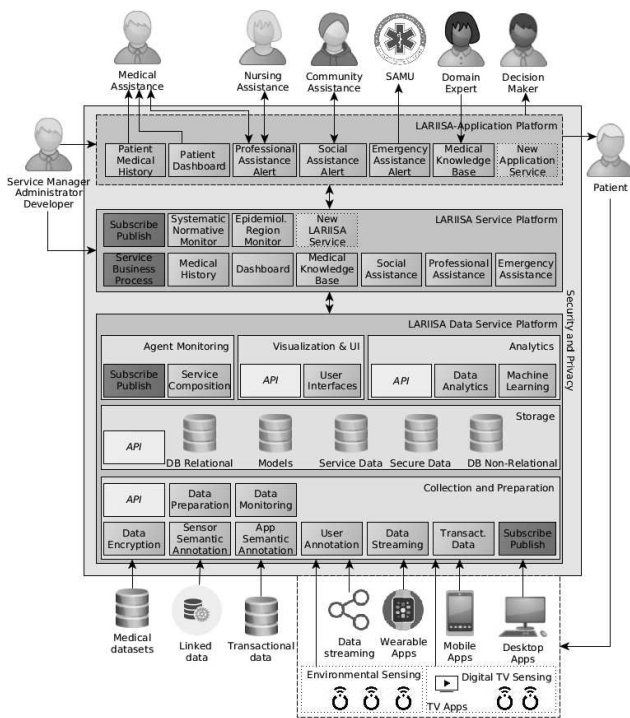 Medical
Assistance
Nursing
Assistance
Community
Assistance
SAMU
Domain
Expert
Decision
Maker
LARIISA-Application Platform
Patient
Medical
History
Patient
Dashboard
Professional
Assistance
Alert
Social
Assistance
Alert
Emergency
Assistance
Alert
Medical
Knowledge
Base
New
Application
Service
Service Manager
Administrator
Developer
Patient
LARIISA Service Platform
Subscribe
Publish
Systematic
Normative
Monitor
Epidemiol.
Region
Monitor
New
LARIISA
Service
Service
Business
Process
Medical
History
Dashboard
Medical
Knowledge
Base
Social
Assistance
Professional
Assistance
Emergency
Assistance
Security and Privacy
LARIISA Data Service Platform
Agent Monitoring
Subscribe
Publish
Service
Composition
Visualization & UI
API
User
Interfaces
Analytics
API
Data
Analytics
Machine
Learning
Storage
API
DB Relational
Models
Service Data
Secure Data
DB Non-Relational
Collection and Preparation
API
Data
Preparation
Data
Monitoring
Data
Encryption
Sensor
Semantic
Annotation
App
Semantic
Annotation
User
Annotation
Data
Streaming
Transact.
Data
Subscribe
Publish
Medical
datasets
Linked
data
Transactional
data
Data
streaming
Wearable
Apps
Mobile
Apps
Desktop
Apps
Environmental Sensing
Digital TV Sensing
TV Apps